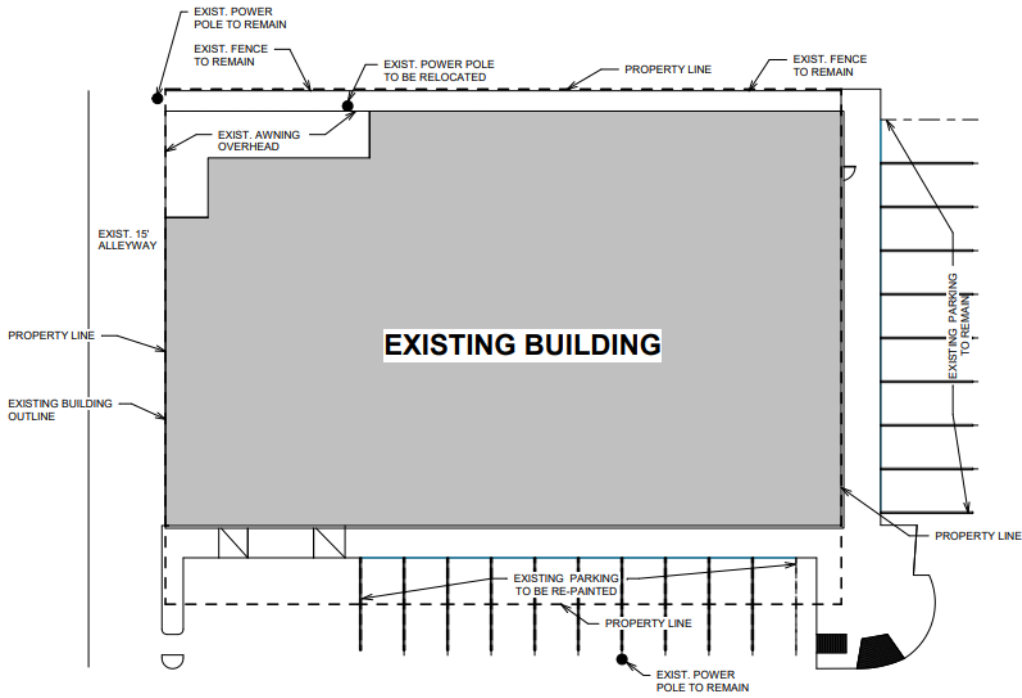 EXIST. POWER
POLE TO REMAIN
EXIST. FENCE
TO REMAIN
EXIST. POWER POLE
TO BE RELOCATED
PROPERTY LINE
EXIST. FENCE
TO REMAIN
EXIST. AWNING
OVERHEAD
EXIST. 15'
ALLEYWAY
PROPERTY LINE
EXISTING BUILDING
EXISTING PARKING
TO REMAIN
EXISTING BUILDING
OUTLINE
PROPERTY LINE
EXISTING PARKING
TO BE RE-PAINTED
PROPERTY LINE
EXIST. POWER
POLE TO REMAIN